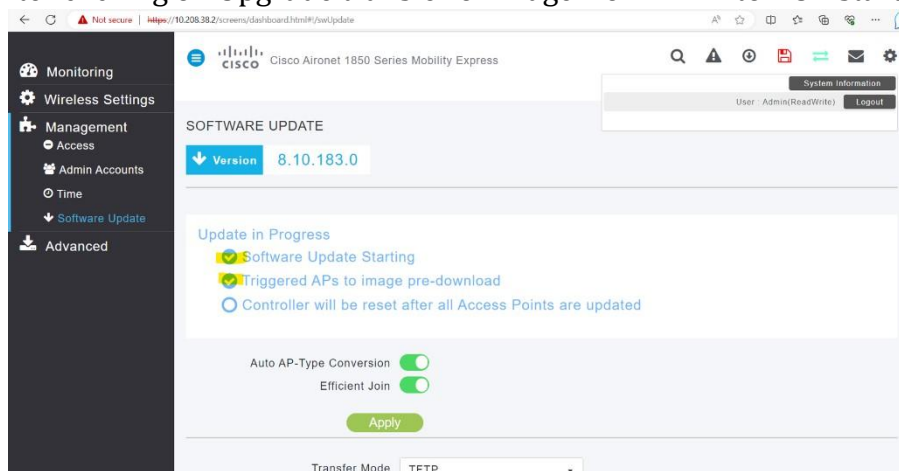 Not secure | https://10.208.38.2/screens/dashboard.html#!/swUpdate
CISCO Cisco Aironet 1850 Series Mobility Express
System Information
User : Admin(ReadWrite) Logout
Monitoring
Wireless Settings
Management
Access
Admin Accounts
Time
Software Update
Advanced
SOFTWARE UPDATE
Version 8.10.183.0
Update in Progress
Software Update Starting
Triggered APs to image pre-download
Controller will be reset after all Access Points are updated
Auto AP-Type Conversion
Efficient Join
Apply
Transfer Mode TFTP